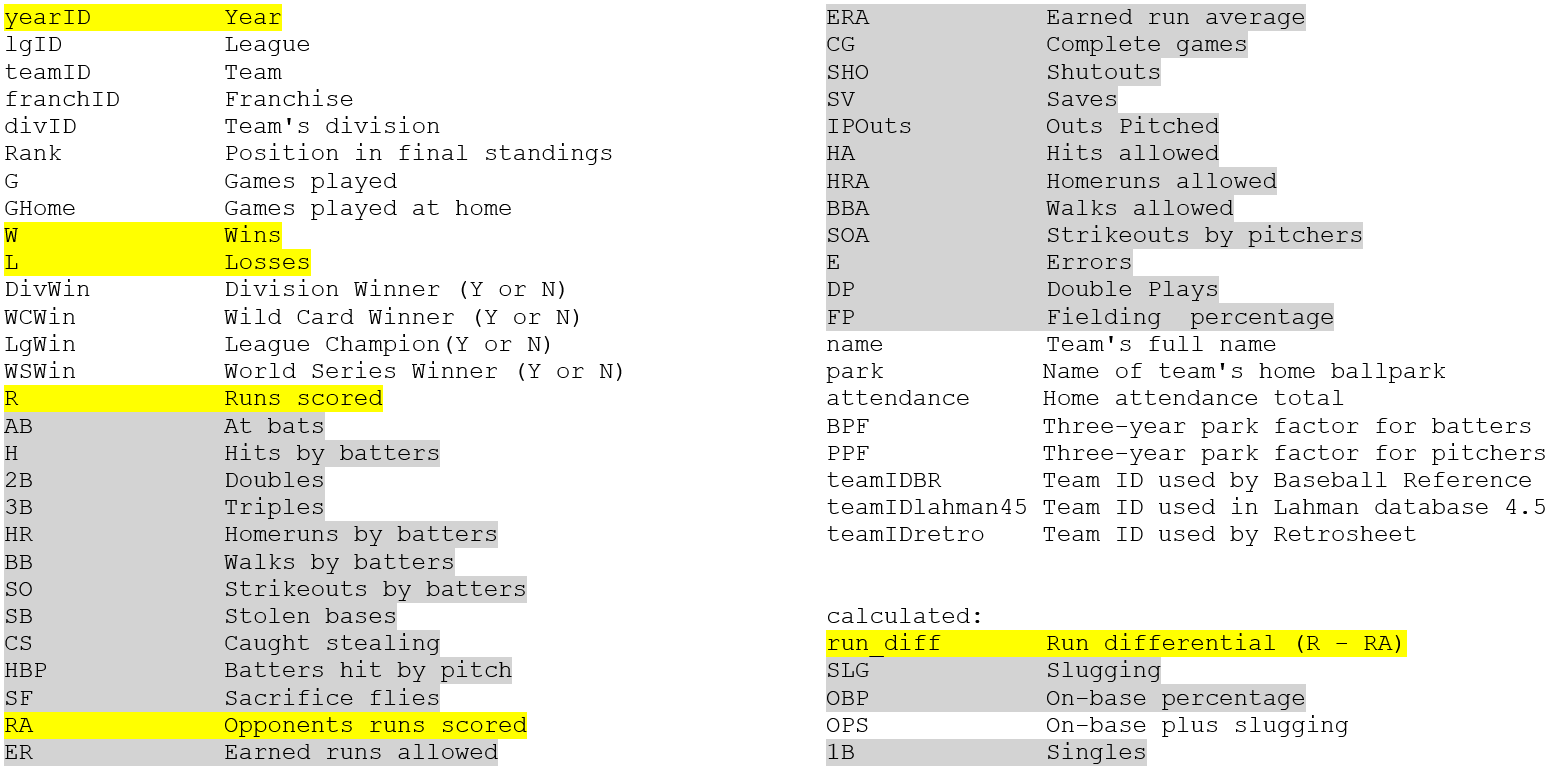 yearID Year
lgID League
teamID Team
franchID Franchise
divID Team's division
Rank Position in final standings
G Games played
GHome Games played at home
W Wins
L Losses
DivWin Division Winner (Y or N)
WCWin Wild Card Winner (Y or N)
LgWin League Champion(Y or N)
WSWin World Series Winner (Y or N)
R Runs scored
AB At bats
H Hits by batters
2B Doubles
3B Triples
HR Homeruns by batters
BB Walks by batters
SO Strikeouts by batters
SB Stolen bases
CS Caught stealing
HBP Batters hit by pitch
SF Sacrifice flies
RA Opponents runs scored
ER Earned runs allowed
ERA Earned run average
CG Complete games
SHO Shutouts
SV Saves
IPOuts Outs Pitched
HA Hits allowed
HRA Homeruns allowed
BBA Walks allowed
SOA Strikeouts by pitchers
E Errors
DP Double Plays
FP Fielding  percentage
name Team's full name
park Name of team's home ballpark
attendance Home attendance total
BPF Three-year park factor for batters
PPF Three-year park factor for pitchers
teamIDBR Team ID used by Baseball Reference
teamIDlahman45 Team ID used in Lahman database 4.5
teamIDretro Team ID used by Retrosheet
calculated:
run_diff Run differential (R - RA)
SLG Slugging
OBP On-base percentage
OPS On-base plus slugging
1B Singles